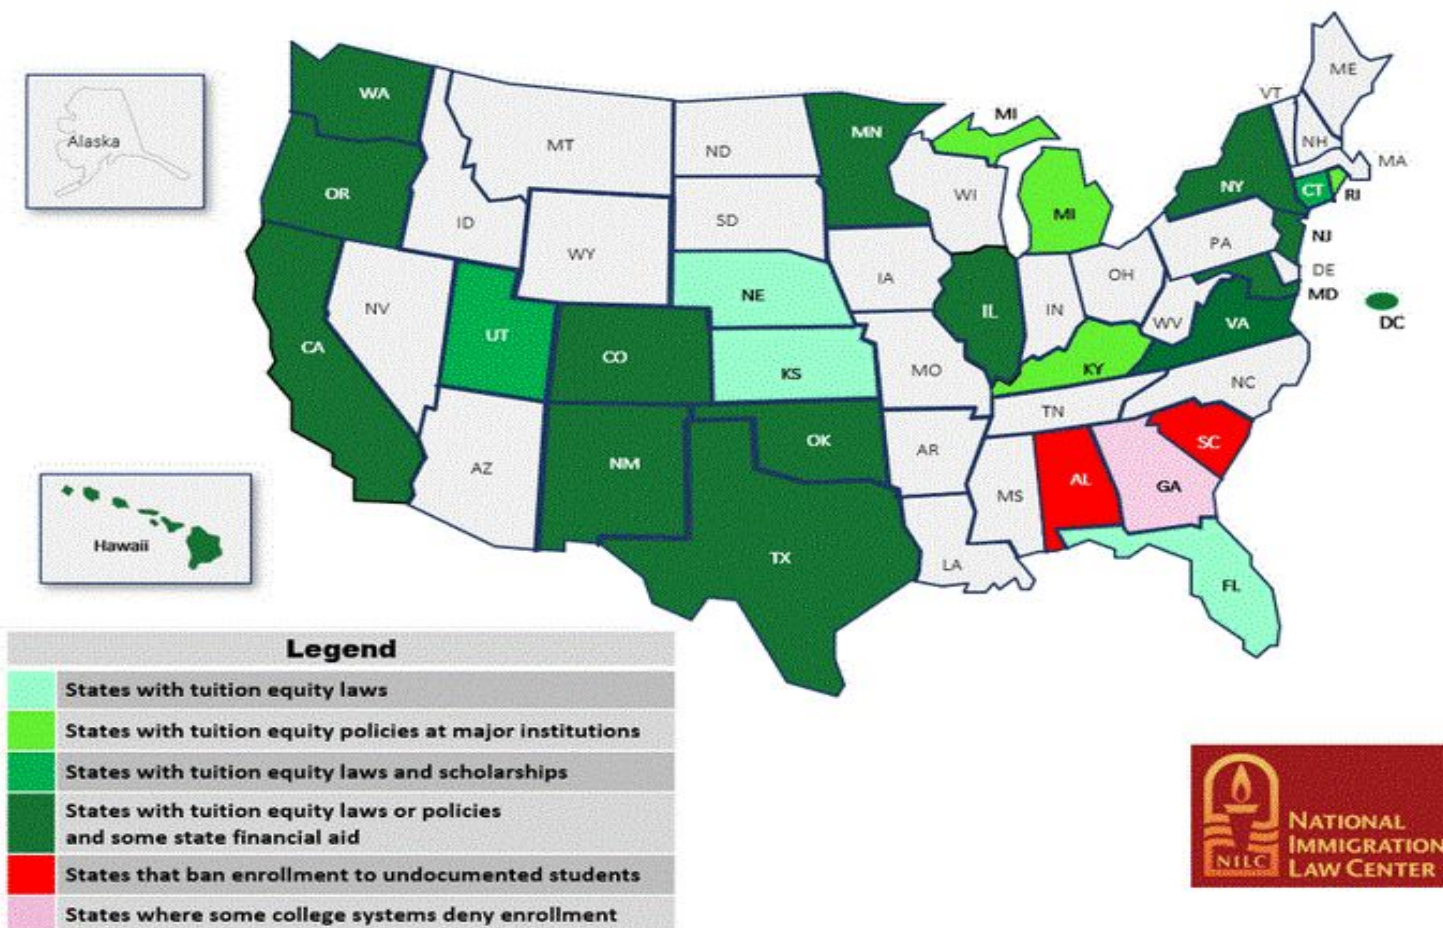 ME
WA
VT
MI
MN
Alaska
MT
ND
NH
MA
OR
NY
CT
RI
WI
MI
ID
SD
NJ
PA
WY
DE
OH
IA
NE
MD
NV
IL
IN
DC
UT
WV
VA
CA
CO
KS
MO
KY
NC
TN
OK
SC
AR
NM
AZ
AL
GA
MS
Hawaii
TX
LA
FL
Legend
States with tuition equity laws
States with tuition equity policies at major institutions
States with tuition equity laws and scholarships
States with tuition equity laws or policies
and some state financial aid
States that ban enrollment to undocumented students
States where some college systems deny enrollment
NILC
NATIONAL
IMMIGRATION
LAW CENTER